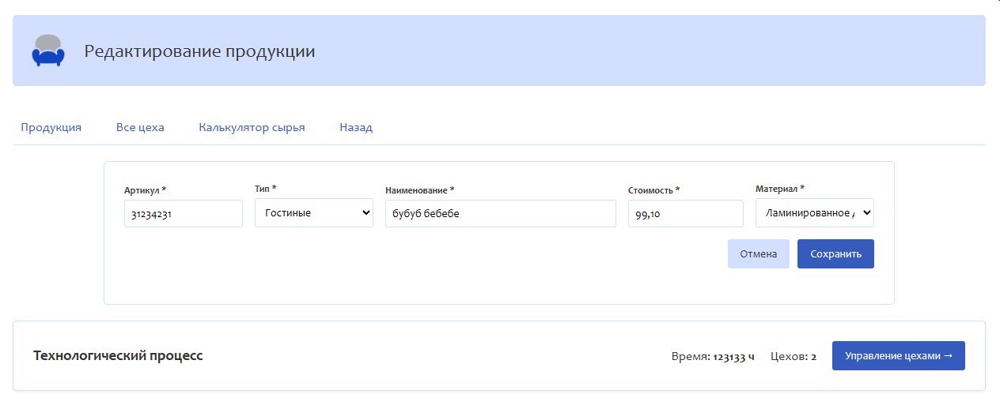 Редактирование продукции
Продукция Все цеха Калькулятор сырья Назад
Артикул * Тип * Наименование * Стоимость * Материал *
31234231 Гостиные бубуб бебебе 99,10 Ламинированное
Отмена Сохранить
Технологический процесс Время: 123133 ч Цехов: 2 Управление цехами →